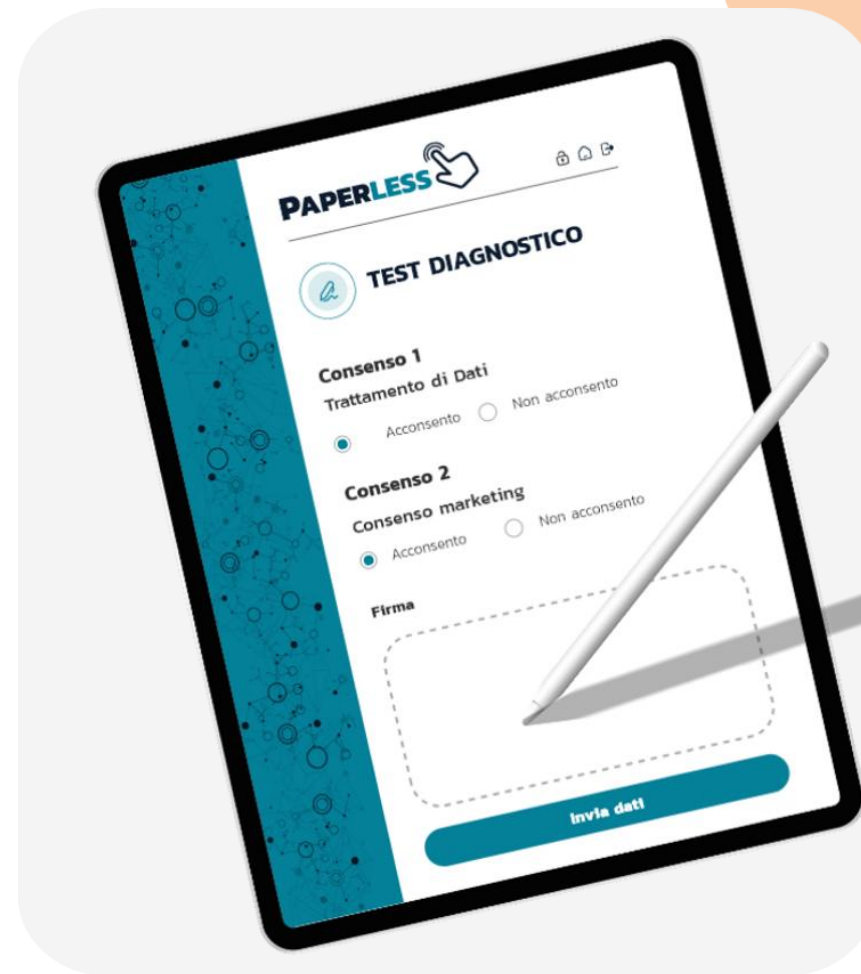 PAPERLESS
TEST DIAGNOSTICO
Consenso 1
Trattamento di Dati
Acconsento Non acconsento
Consenso 2
Consenso marketing
Acconsento Non acconsento
Firma
Invia dati